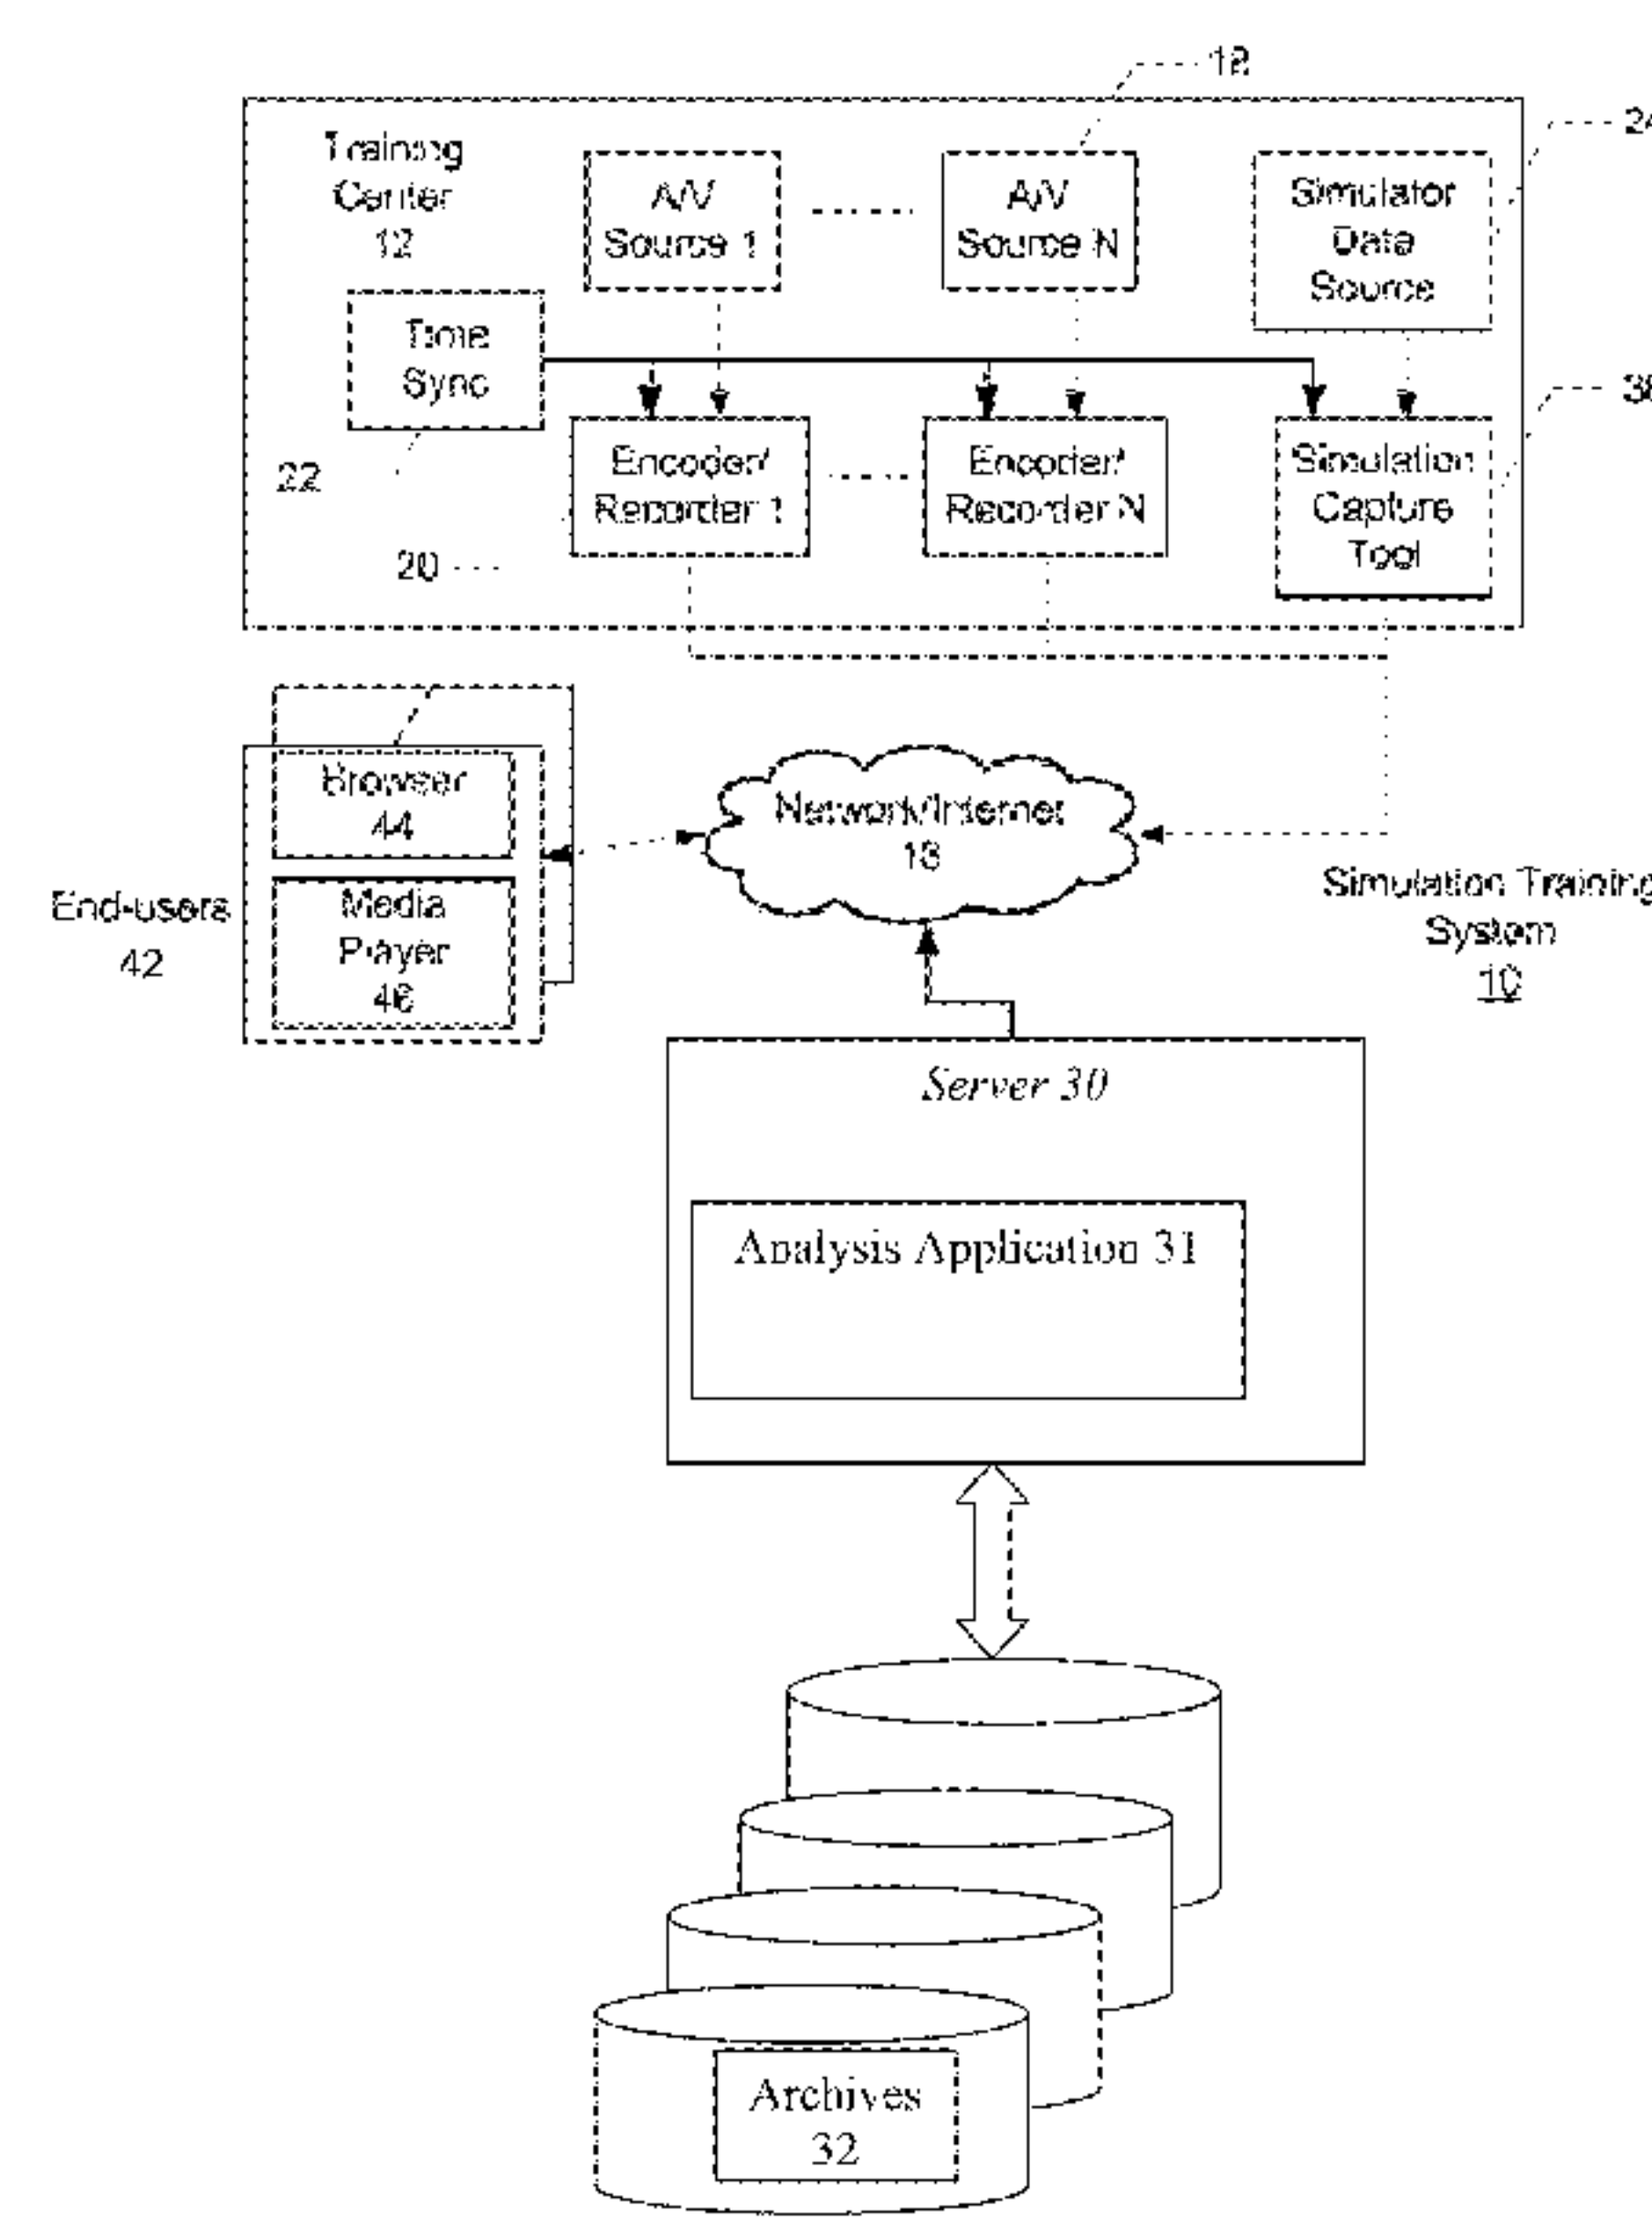 Training
Center
12
A/V
Source 1
A/V
Source N
Simulator
Data
Source
24
Time
Sync
22
Encoder/
Recorder 1
Encoder/
Recorder N
Simulation
Capture
Tool
20
Browser
44
Media
Player
46
End-users
42
Network/Internet
Simulation Training
System
10
Server 30
Analysis Application 31
Archives
32